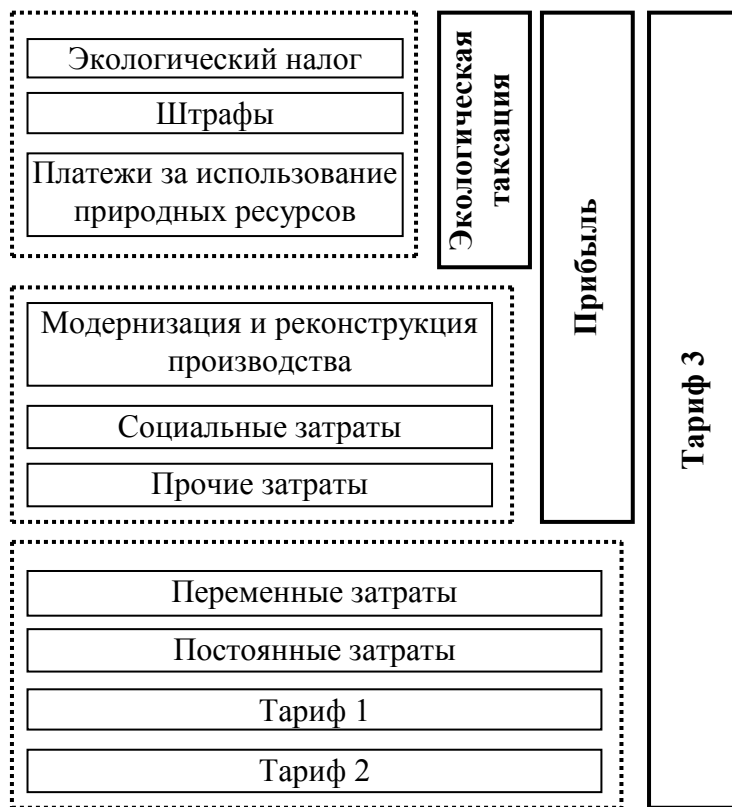 Экологический налог
Штрафы
Платежи за использование
природных ресурсов
Экологическая
таксация
Модернизация и реконструкция
производства
Социальные затраты
Прочие затраты
Прибыль
Переменные затраты
Постоянные затраты
Тариф 1
Тариф 2
Тариф 3